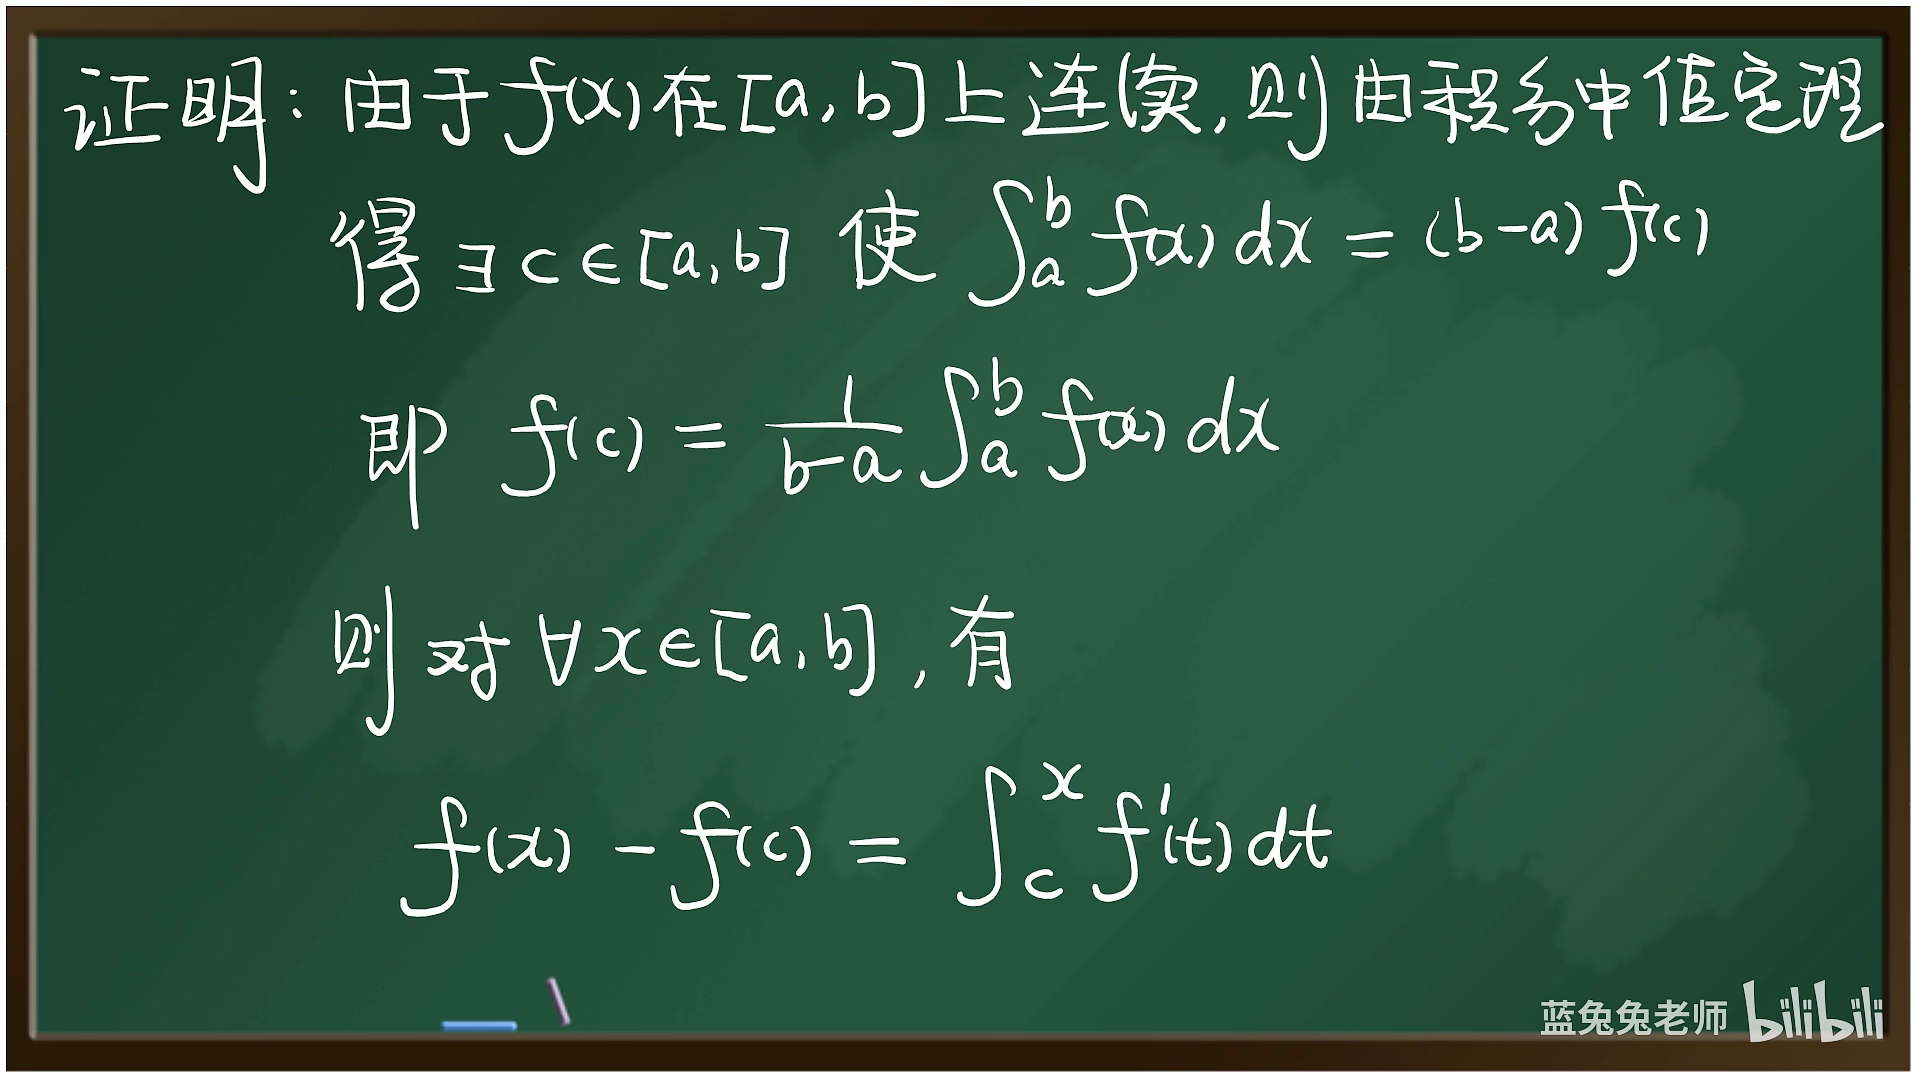 证明: 由于 f(x) 在 [a, b] 上连续, 则由积分中值定理
得 ∃ c ∈ [a, b] 使 ∫_a^b f(x) dx = (b-a) f(c)
即 f(c) = \frac{1}{b-a} ∫_a^b f(x) dx
则对 ∀x∈[a, b], 有
f(x) - f(c) = ∫_c^x f'(t) dt
蓝兔兔老师 bilibili